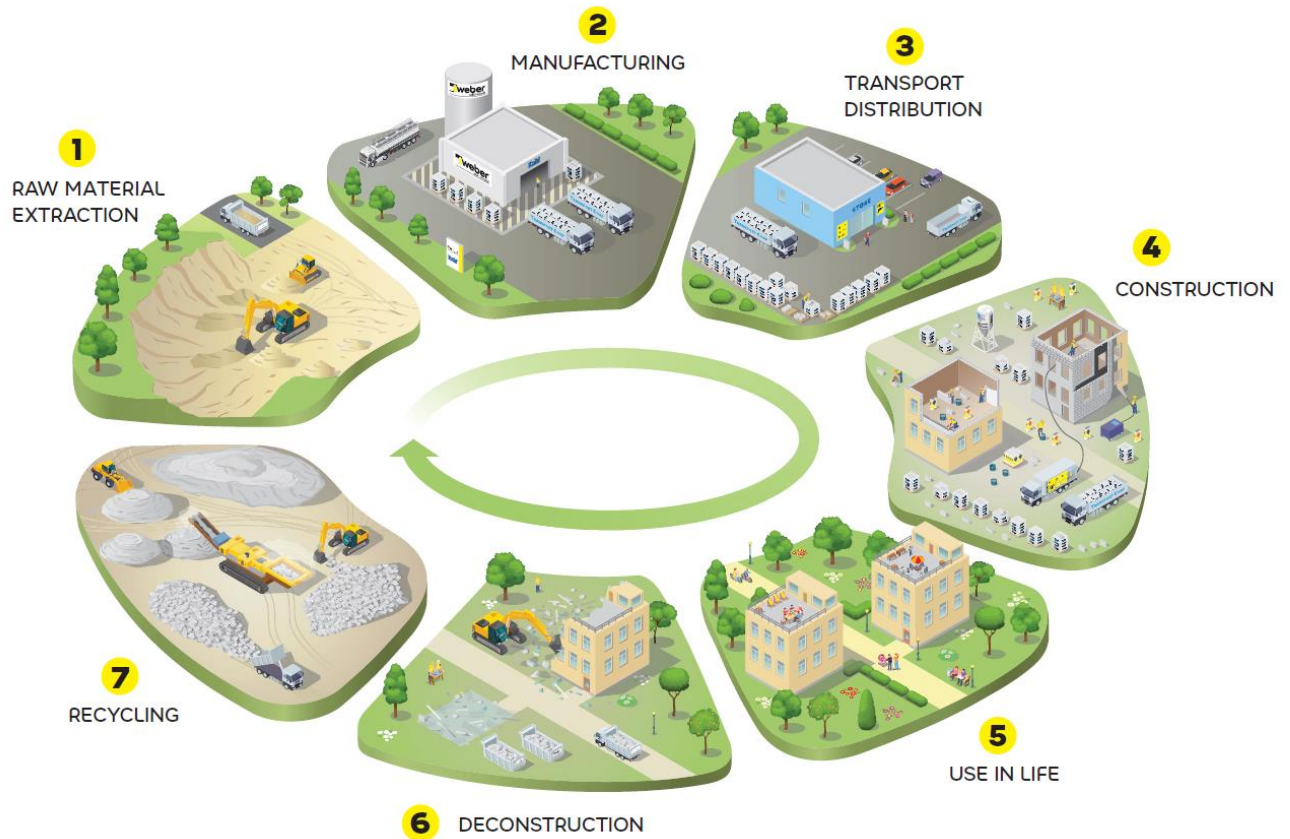 1
RAW MATERIAL
EXTRACTION
2
MANUFACTURING
weber
weber
3
TRANSPORT
DISTRIBUTION
STORE
4
CONSTRUCTION
5
USE IN LIFE
6
DECONSTRUCTION
7
RECYCLING